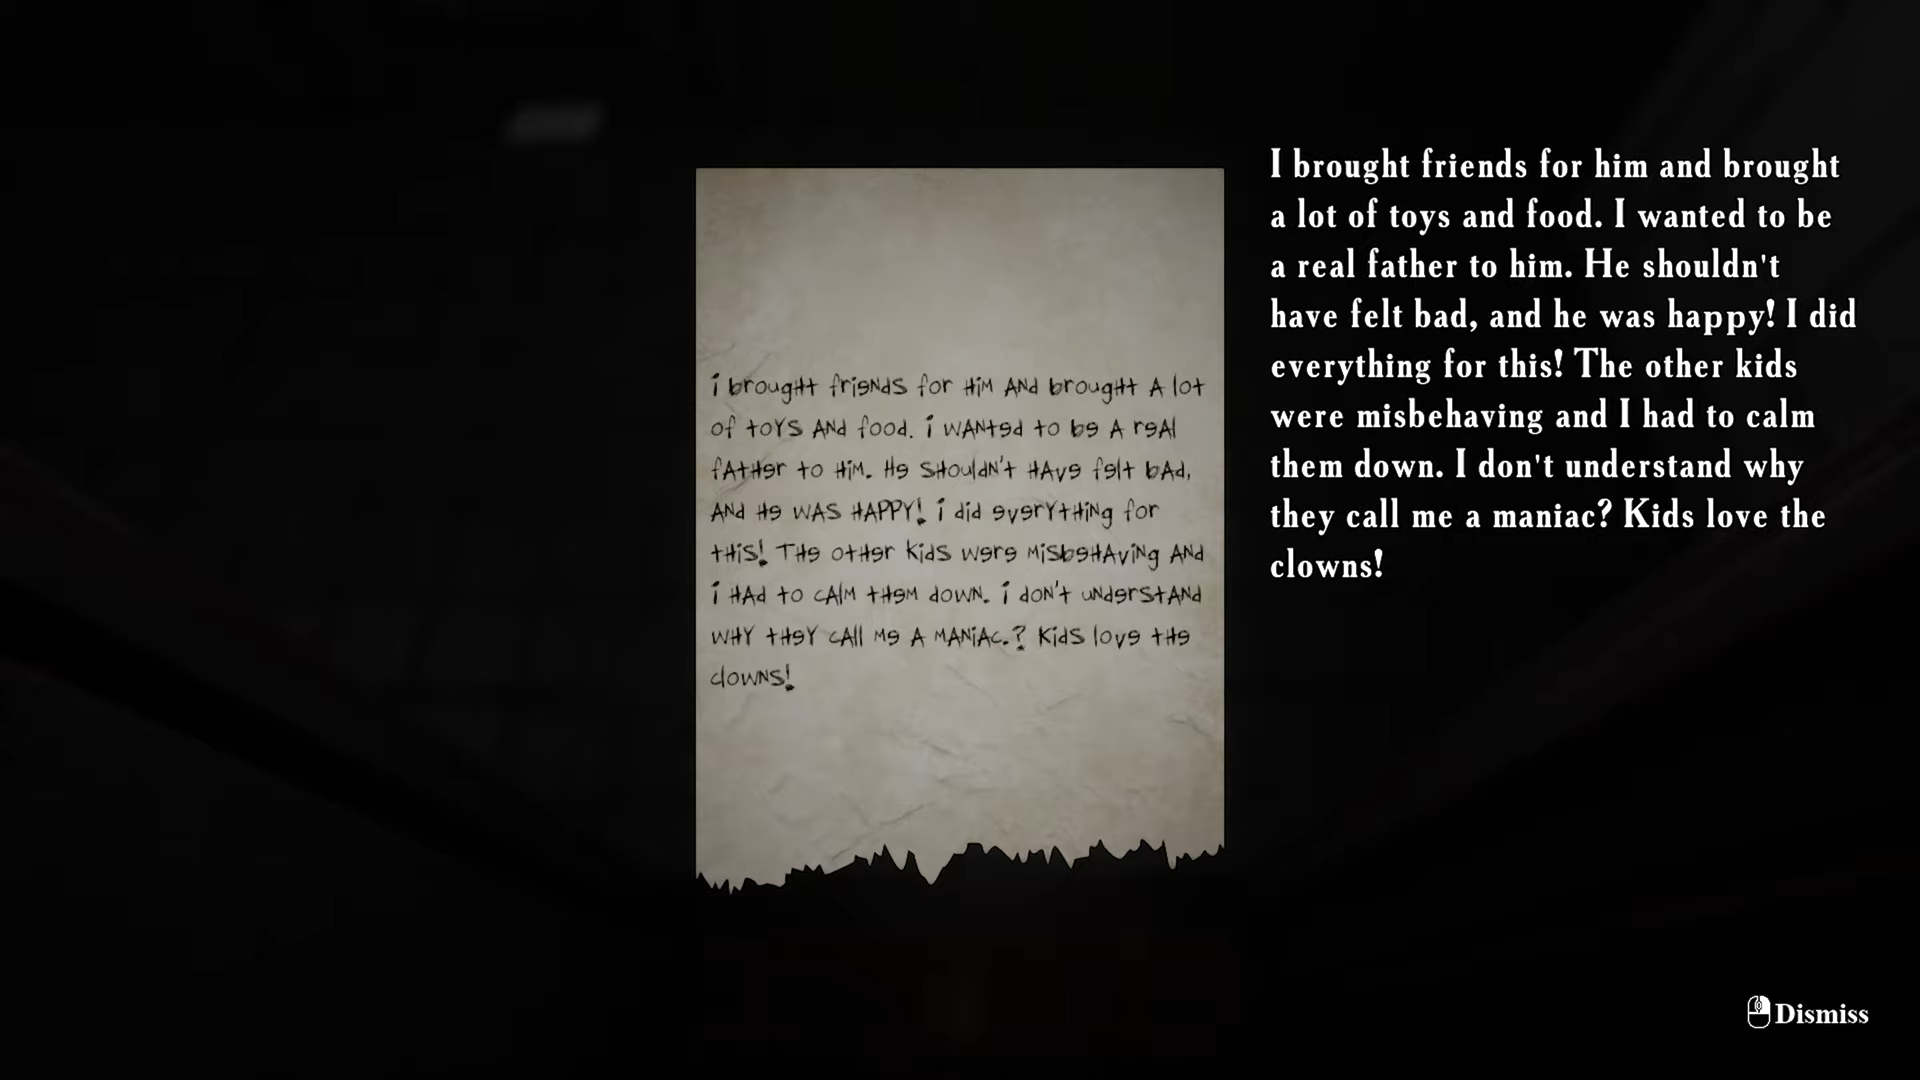 i brought friends for him and brought a lot
of toys and food. i wanted to be a real
father to him. He shouldn't have felt bad,
and he was happy! i did everything for
this! The other kids were misbehaving and
i had to calm them down. i don't understand
why they call me a maniac.? Kids love the
clowns!
I brought friends for him and brought
a lot of toys and food. I wanted to be
a real father to him. He shouldn't
have felt bad, and he was happy! I did
everything for this! The other kids
were misbehaving and I had to calm
them down. I don't understand why
they call me a maniac? Kids love the
clowns!
Dismiss